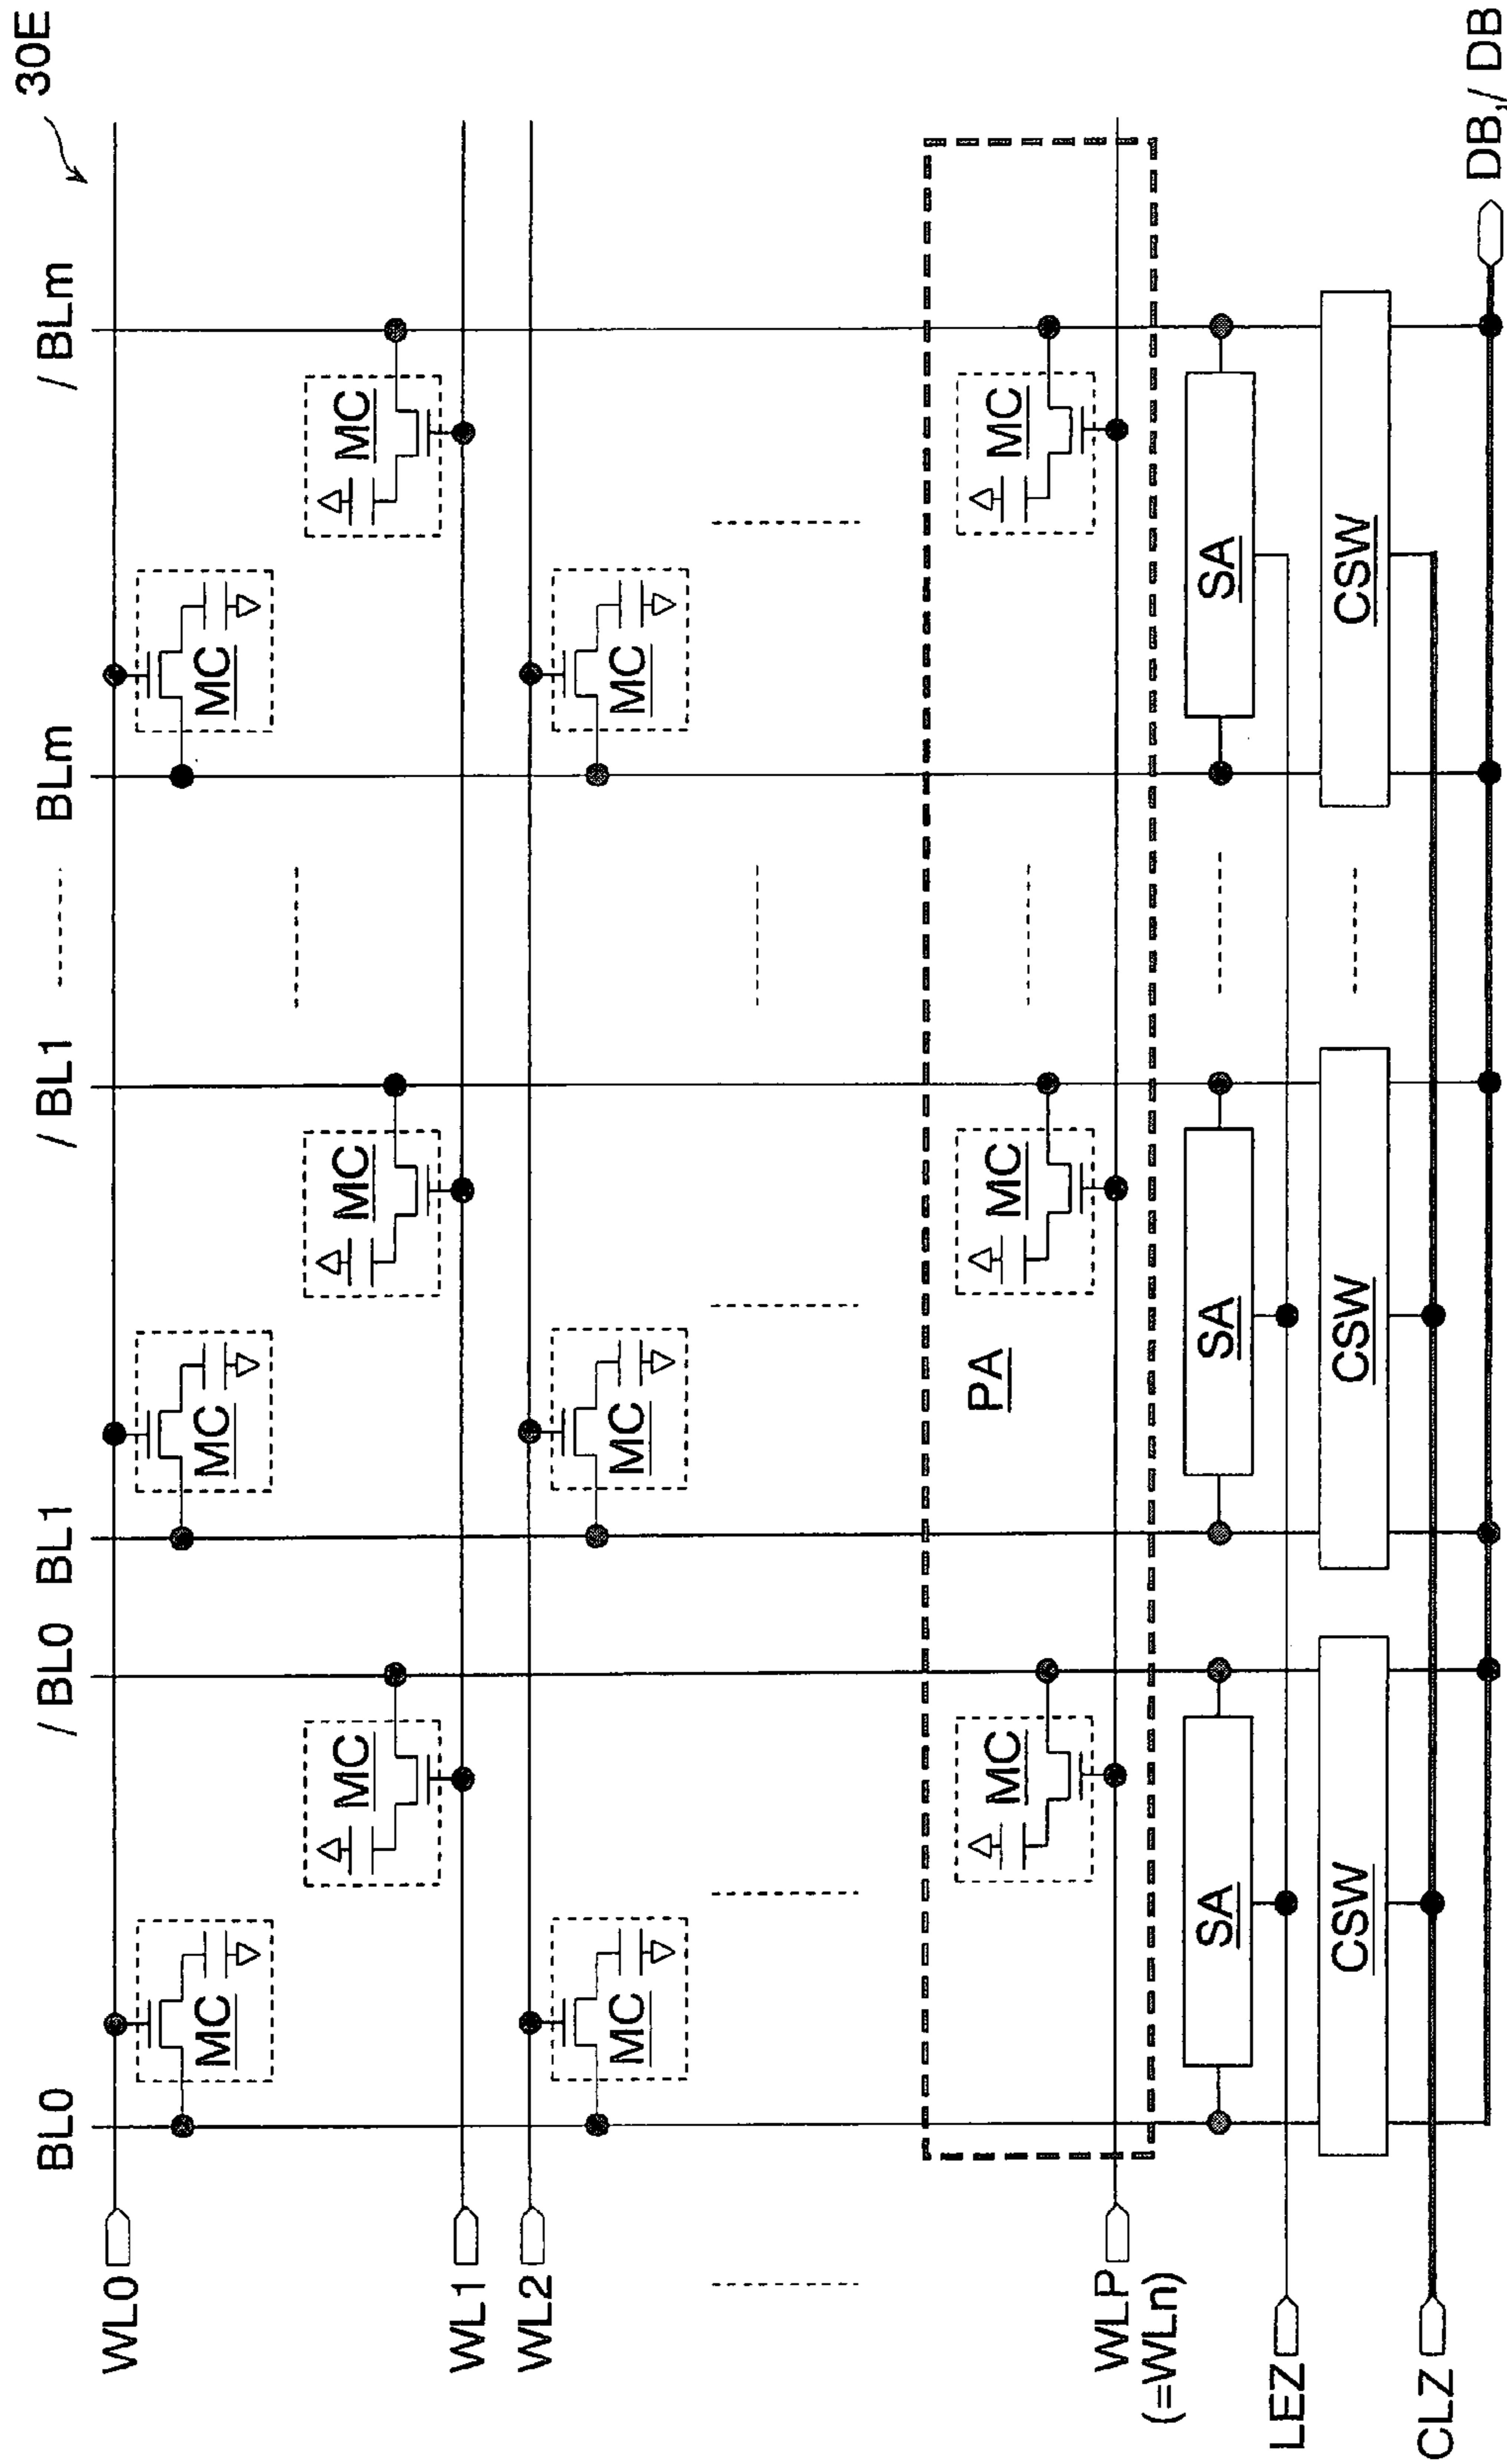 30E
BL0 / BL0 BL1 / BL1 BLm / BLm
WL0
MC MC MC
MC MC MC
WL1
WL2
MC MC MC
PA
MC MC MC
WLP
(=WLn)
SA SA SA
LEZ
CSW CSW CSW
CLZ
DB, / DB